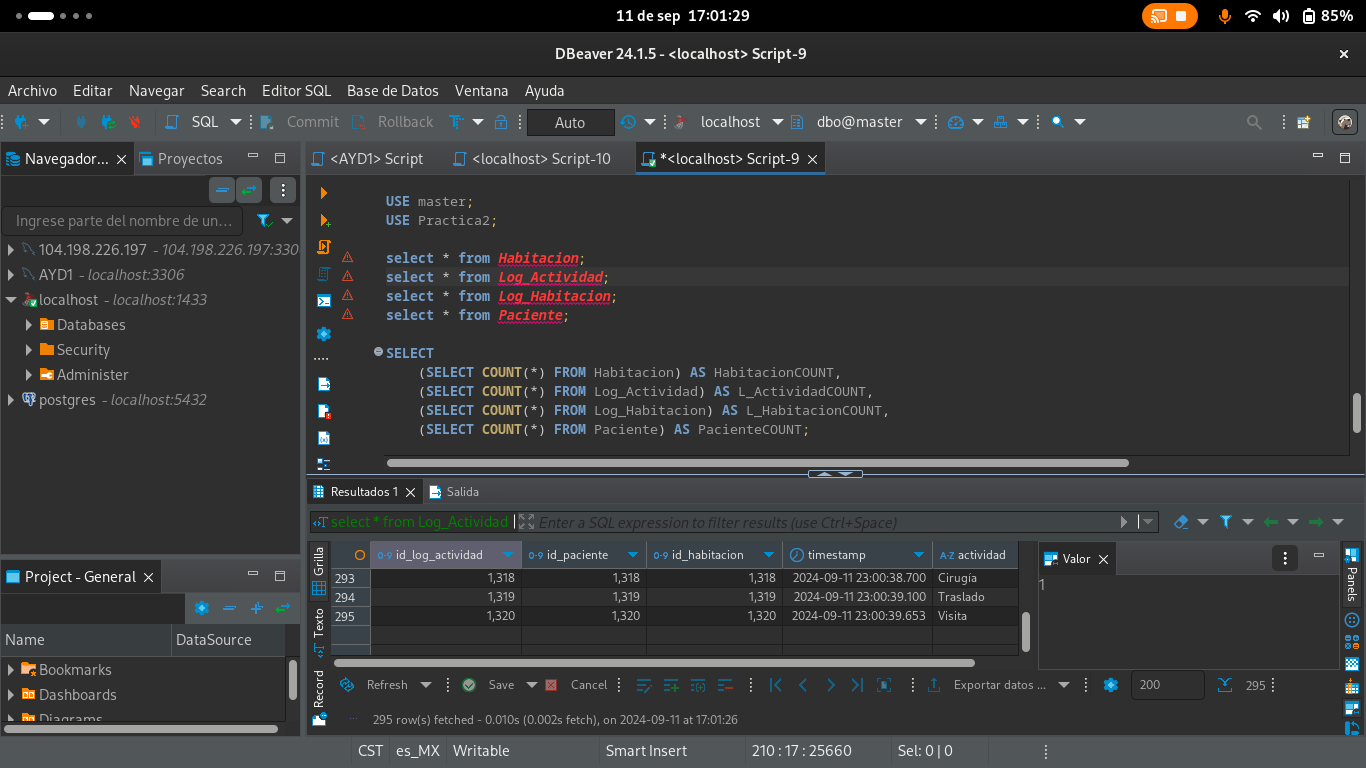 11 de sep 17:01:29
85%
DBeaver 24.1.5 - <localhost> Script-9
Archivo Editar Navegar Search Editor SQL Base de Datos Ventana Ayuda
SQL Commit Rollback Auto localhost dbo@master
Navegador... Proyectos
<AYD1> Script <localhost> Script-10 *<localhost> Script-9
Ingrese parte del nombre de un...
104.198.226.197 - 104.198.226.197:330
AYD1 - localhost:3306
localhost - localhost:1433
Databases
Security
Administer
postgres - localhost:5432
USE master;
USE Practica2;
select * from Habitacion;
select * from Log_Actividad;
select * from Log_Habitacion;
select * from Paciente;
SELECT
(SELECT COUNT(*) FROM Habitacion) AS HabitacionCOUNT,
(SELECT COUNT(*) FROM Log_Actividad) AS L_ActividadCOUNT,
(SELECT COUNT(*) FROM Log_Habitacion) AS L_HabitacionCOUNT,
(SELECT COUNT(*) FROM Paciente) AS PacienteCOUNT;
Project - General
Name DataSource
Bookmarks
Dashboards
Diagrams
Resultados 1 Salida
select * from Log_Actividad Enter a SQL expression to filter results (use Ctrl+Space)
Grilla
Texto
Record
id_log_actividad id_paciente id_habitacion timestamp actividad
293 1,318 1,318 1,318 2024-09-11 23:00:38.700 Cirugía
294 1,319 1,319 1,319 2024-09-11 23:00:39.100 Traslado
295 1,320 1,320 1,320 2024-09-11 23:00:39.653 Visita
Valor
1
Panels
Refresh Save Cancel Exportar datos ... 200 295
295 row(s) fetched - 0.010s (0.002s fetch), on 2024-09-11 at 17:01:26
CST es_MX Writable Smart Insert 210 : 17 : 25660 Sel: 0 | 0